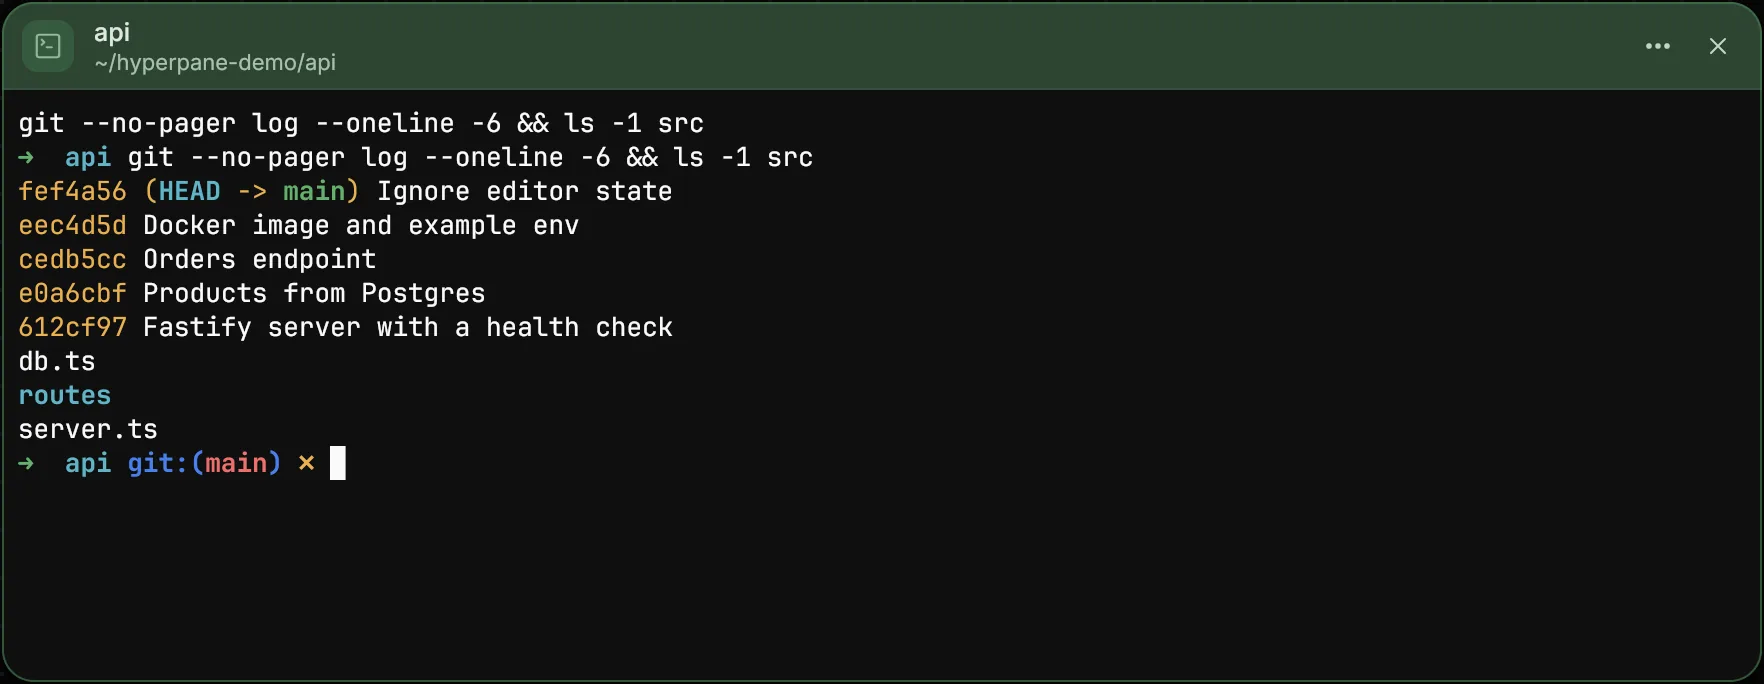 api
~/hyperpane-demo/api
git --no-pager log --oneline -6 && ls -1 src
→ api git --no-pager log --oneline -6 && ls -1 src
fef4a56 (HEAD -> main) Ignore editor state
eec4d5d Docker image and example env
cedb5cc Orders endpoint
e0a6cbf Products from Postgres
612cf97 Fastify server with a health check
db.ts
routes
server.ts
→ api git:(main) ×